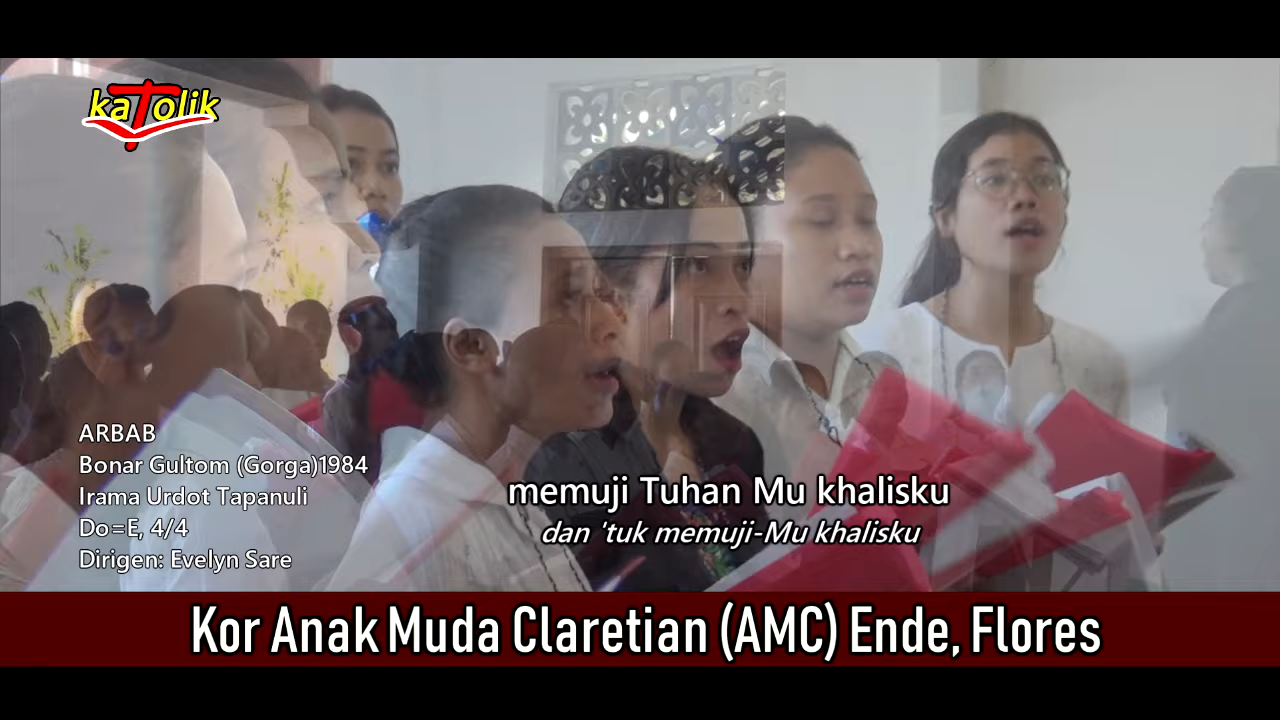 kaTolik
ARBAB
Bonar Gultom (Gorga)1984
Irama Urdot Tapanuli
Do=E, 4/4
Dirigen: Evelyn Sare
memuji Tuhan Mu khalisku
dan 'tuk memuji-Mu khalisku
Kor Anak Muda Claretian (AMC) Ende, Flores